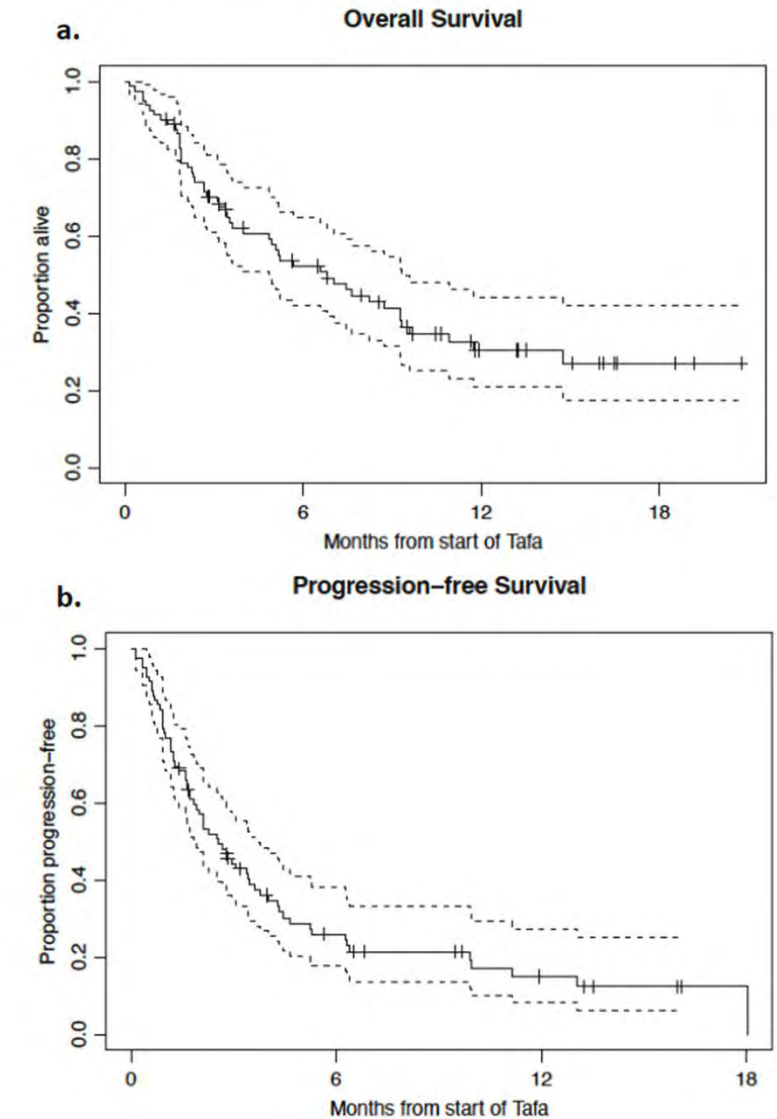 a.
Overall Survival
1.0
0.8
0.6
0.4
0.2
0.0
Proportion alive
0 6 12 18
Months from start of Tafa
b.
Progression–free Survival
1.0
0.8
0.6
0.4
0.2
0.0
Proportion progression–free
0 6 12 18
Months from start of Tafa